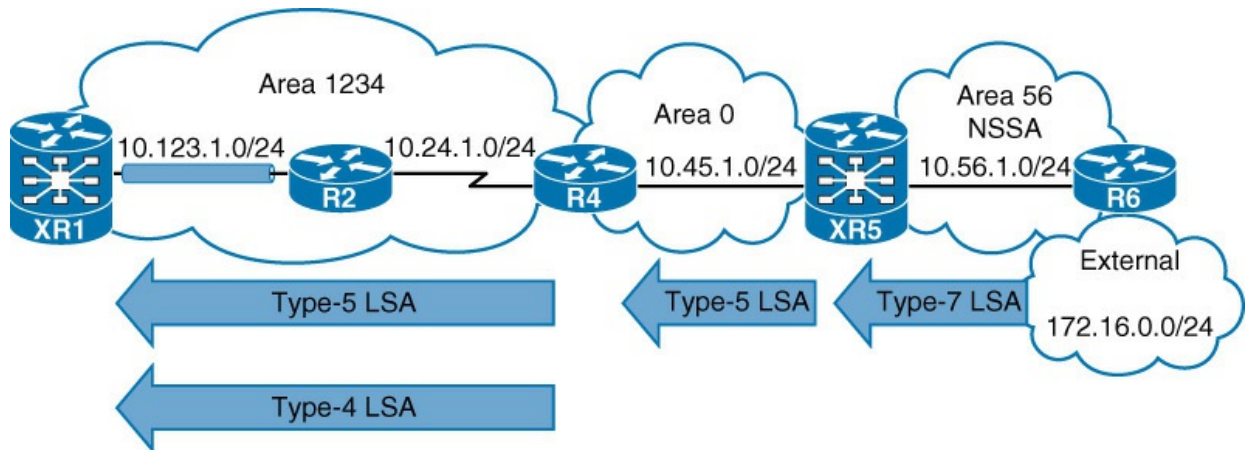 Area 1234
Area 0
Area 56
NSSA
10.123.1.0/24
10.24.1.0/24
10.45.1.0/24
10.56.1.0/24
XR1
R2
R4
XR5
R6
External
172.16.0.0/24
Type-5 LSA
Type-5 LSA
Type-7 LSA
Type-4 LSA